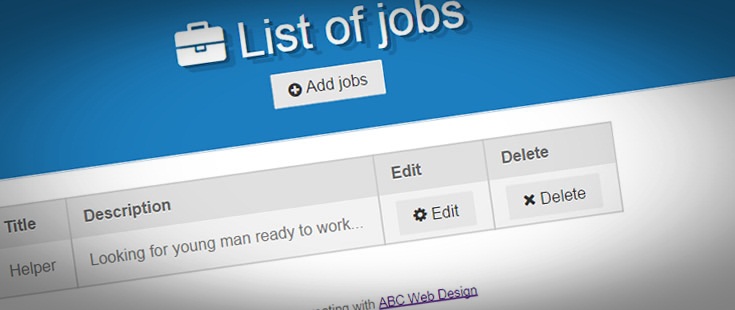 List of jobs
Add jobs
Title Description Edit Delete
Helper Looking for young man ready to work... Edit Delete
with ABC Web Design